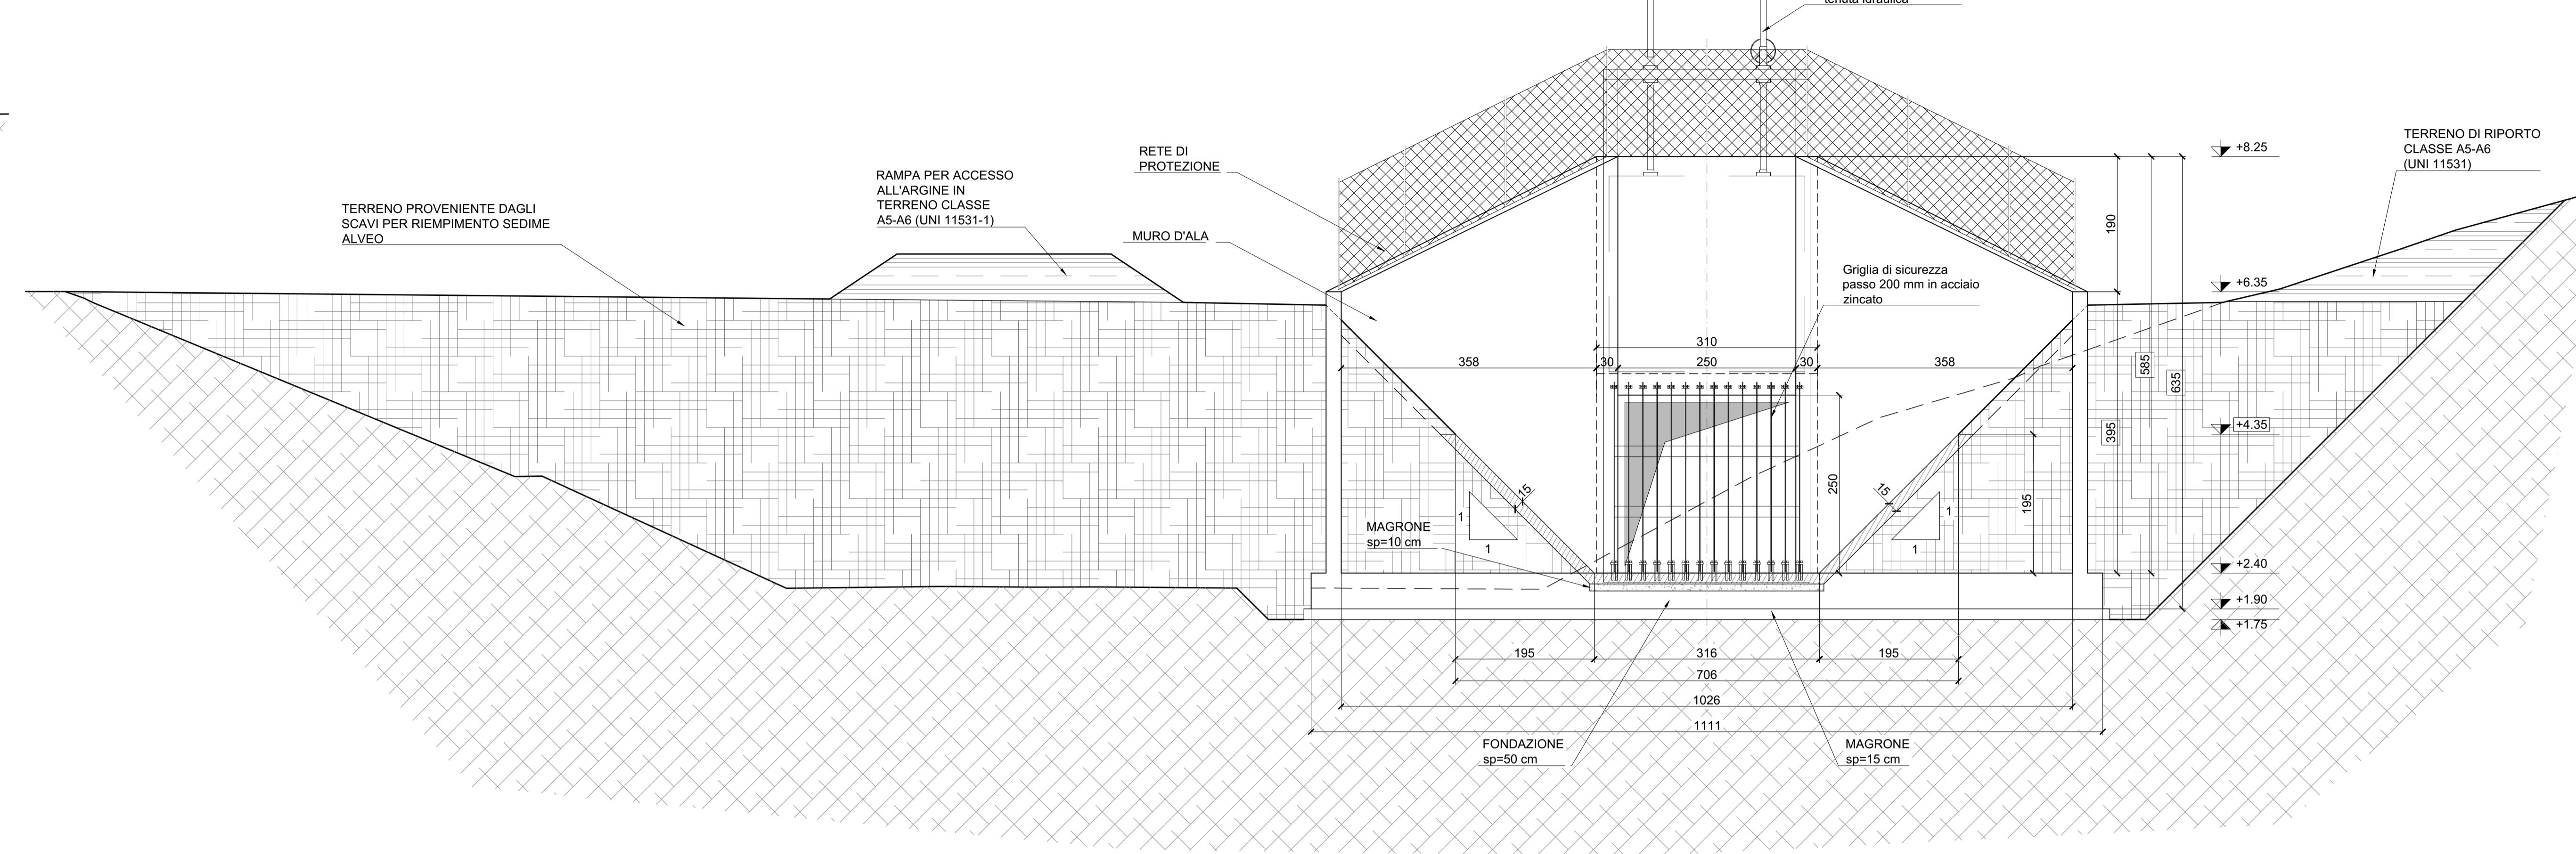 tenuta idraulica
TERRENO PROVENIENTE DAGLI
SCAVI PER RIEMPIMENTO SEDIME
ALVEO
RAMPA PER ACCESSO
ALL'ARGINE IN
TERRENO CLASSE
A5-A6 (UNI 11531-1)
RETE DI
PROTEZIONE
MURO D'ALA
Griglia di sicurezza
passo 200 mm in acciaio
zincato
TERRENO DI RIPORTO
CLASSE A5-A6
(UNI 11531)
+8.25
+6.35
+4.35
+2.40
+1.90
+1.75
190
585
635
395
195
250
310
358
30
250
30
358
15
15
1
1
1
1
MAGRONE
sp=10 cm
195
316
195
706
1026
1111
FONDAZIONE
sp=50 cm
MAGRONE
sp=15 cm